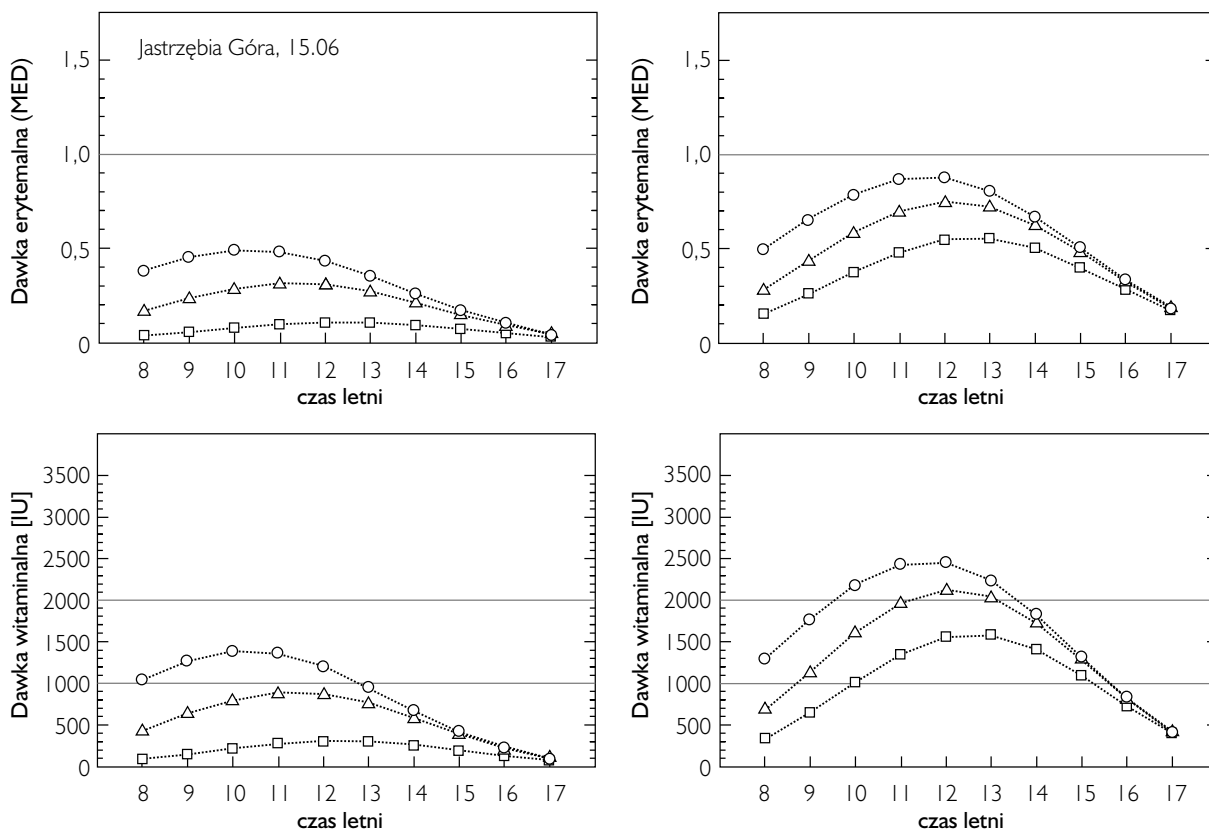 Dawka erytemalna (MED)
Jastrzębia Góra, 15.06
1,5
1,0
0,5
0
8 9 10 11 12 13 14 15 16 17
czas letni
Dawka erytemalna (MED)
1,5
1,0
0,5
0
8 9 10 11 12 13 14 15 16 17
czas letni
Dawka witaminalna [IU]
3500
3000
2500
2000
1500
1000
500
0
8 9 10 11 12 13 14 15 16 17
czas letni
Dawka witaminalna [IU]
3500
3000
2500
2000
1500
1000
500
0
8 9 10 11 12 13 14 15 16 17
czas letni